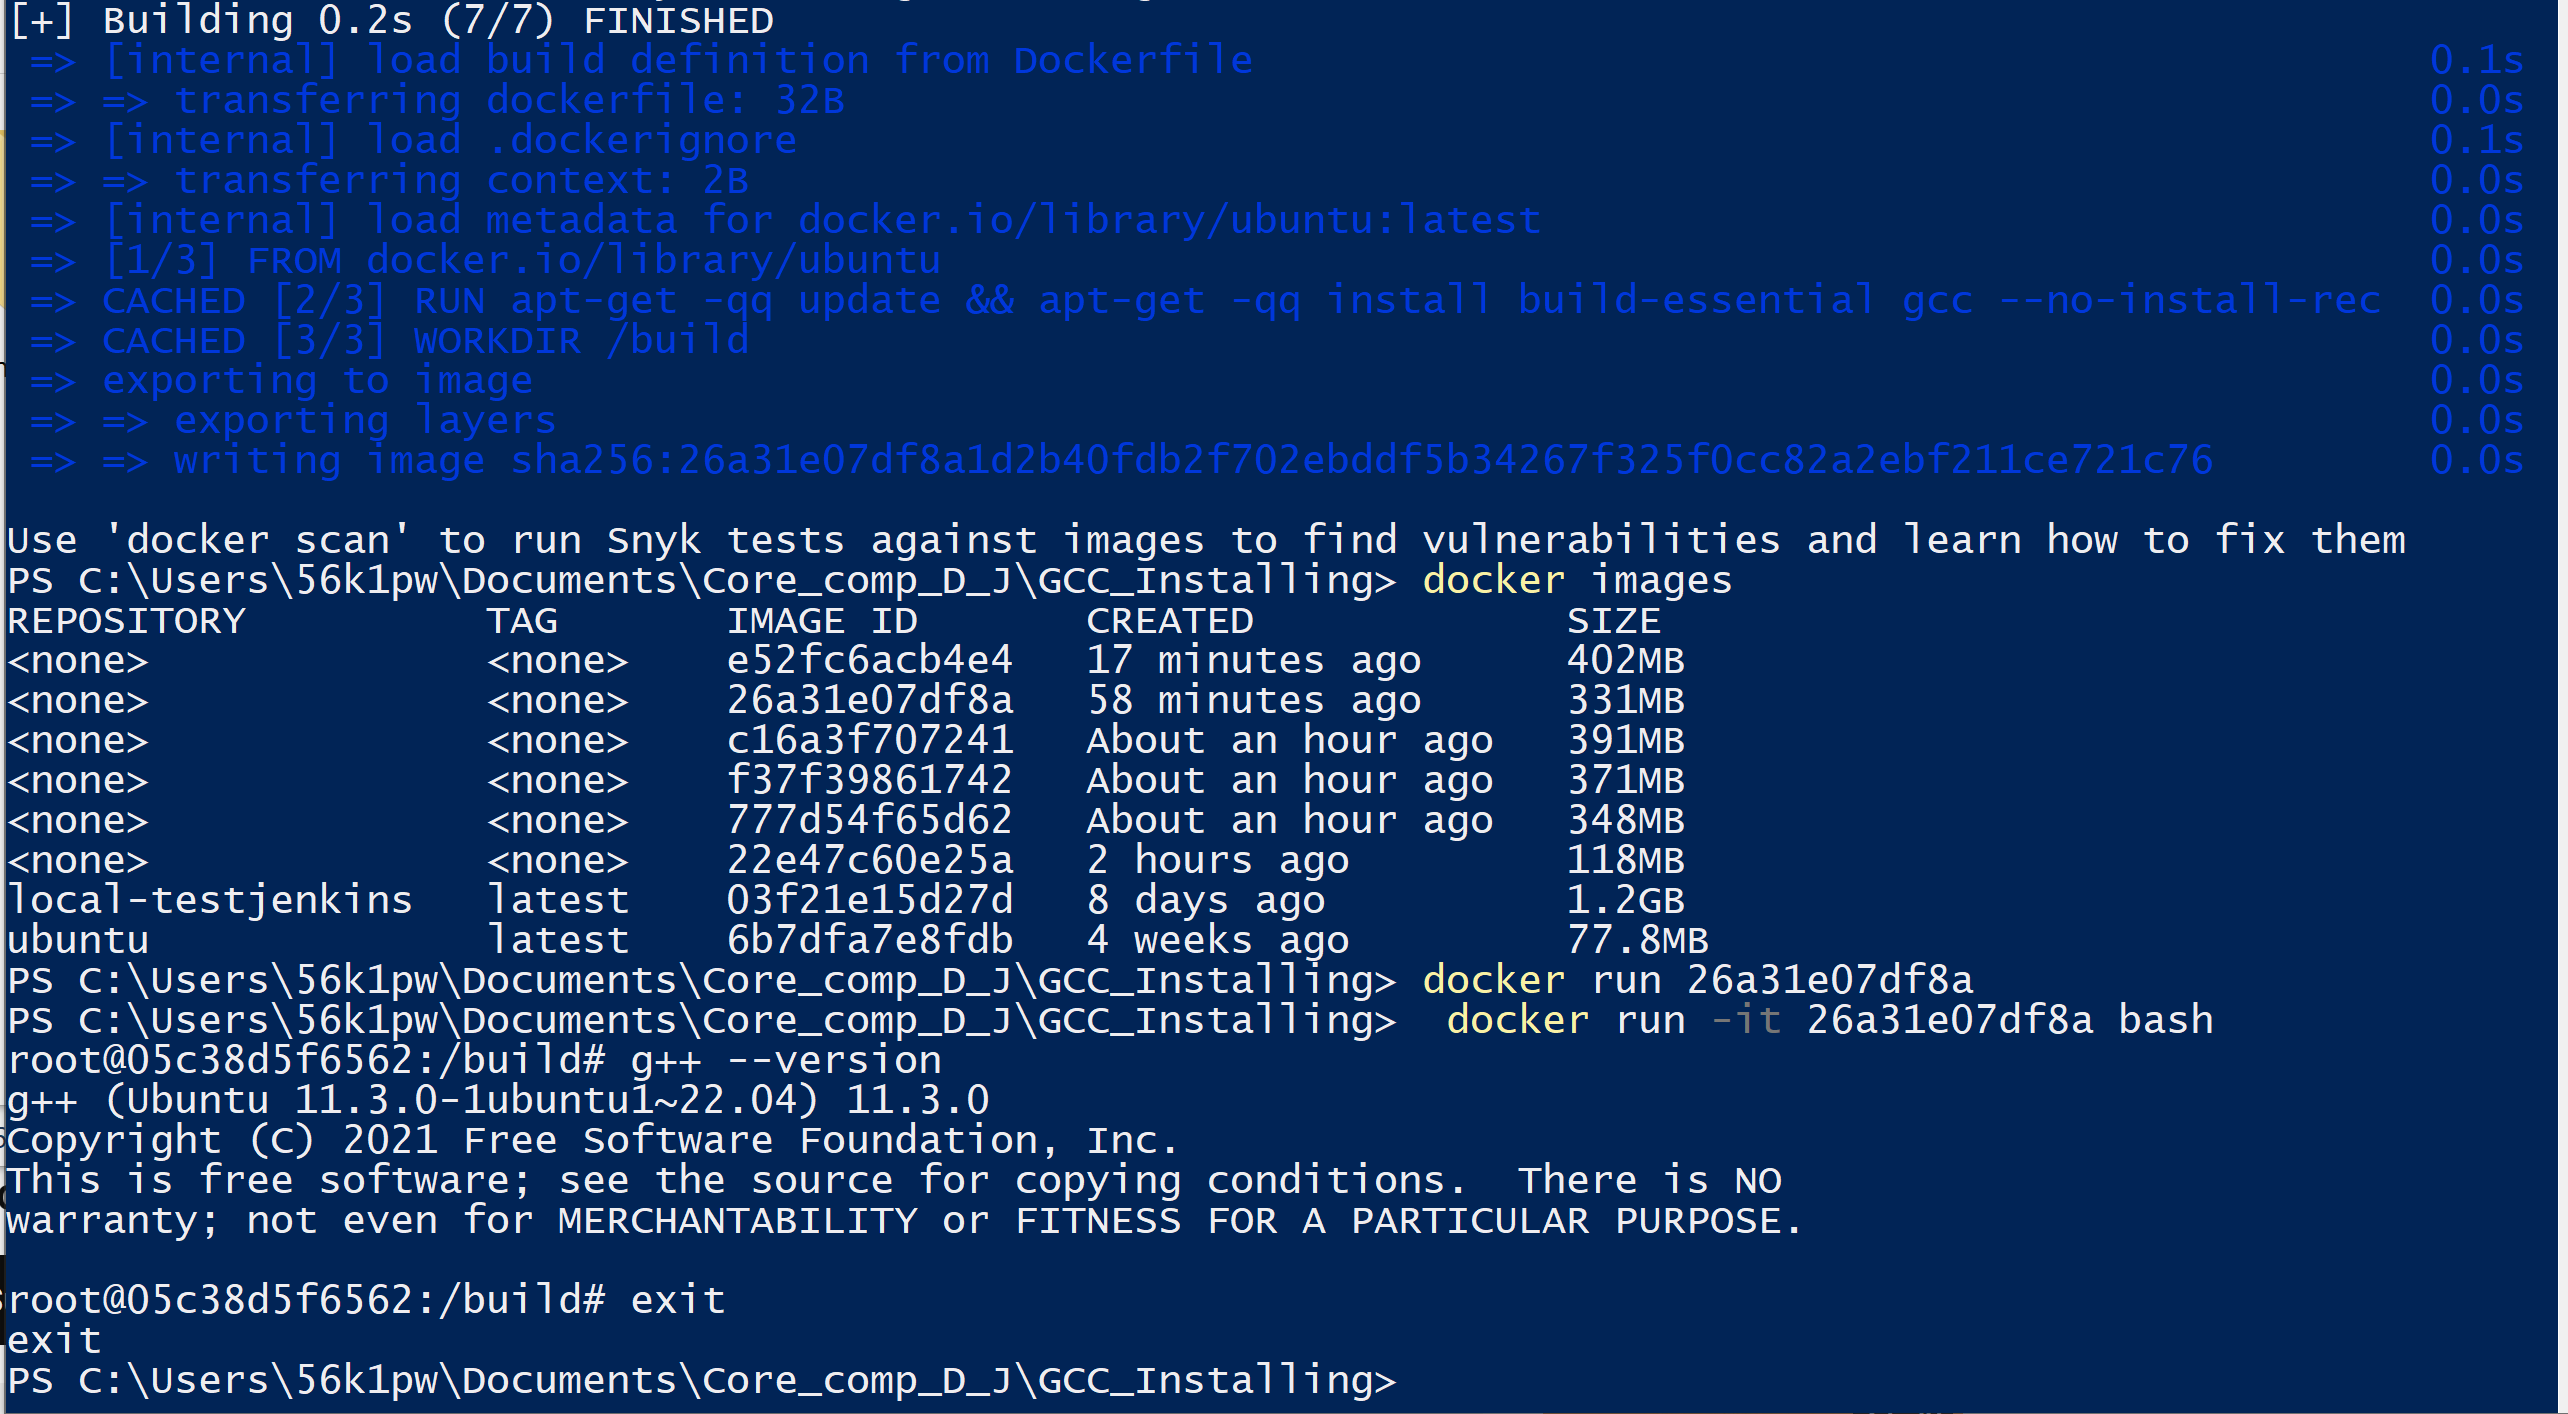 [+] Building 0.2s (7/7) FINISHED
=> [internal] load build definition from Dockerfile 0.1s
=> => transferring dockerfile: 32B 0.0s
=> [internal] load .dockerignore 0.1s
=> => transferring context: 2B 0.0s
=> [internal] load metadata for docker.io/library/ubuntu:latest 0.0s
=> [1/3] FROM docker.io/library/ubuntu 0.0s
=> CACHED [2/3] RUN apt-get -qq update && apt-get -qq install build-essential gcc --no-install-rec 0.0s
=> CACHED [3/3] WORKDIR /build 0.0s
=> exporting to image 0.0s
=> => exporting layers 0.0s
=> => writing image sha256:26a31e07df8a1d2b40fdb2f702ebddf5b34267f325f0cc82a2ebf211ce721c76 0.0s
Use 'docker scan' to run Snyk tests against images to find vulnerabilities and learn how to fix them
PS C:\Users\56k1pw\Documents\Core_comp_D_J\GCC_Installing> docker images
REPOSITORY TAG IMAGE ID CREATED SIZE
<none> <none> e52fc6acb4e4 17 minutes ago 402MB
<none> <none> 26a31e07df8a 58 minutes ago 331MB
<none> <none> c16a3f707241 About an hour ago 391MB
<none> <none> f37f39861742 About an hour ago 371MB
<none> <none> 777d54f65d62 About an hour ago 348MB
<none> <none> 22e47c60e25a 2 hours ago 118MB
local-testjenkins latest 03f21e15d27d 8 days ago 1.2GB
ubuntu latest 6b7dfa7e8fdb 4 weeks ago 77.8MB
PS C:\Users\56k1pw\Documents\Core_comp_D_J\GCC_Installing> docker run 26a31e07df8a
PS C:\Users\56k1pw\Documents\Core_comp_D_J\GCC_Installing>  docker run -it 26a31e07df8a bash
root@05c38d5f6562:/build# g++ --version
g++ (Ubuntu 11.3.0-1ubuntu1~22.04) 11.3.0
Copyright (C) 2021 Free Software Foundation, Inc.
This is free software; see the source for copying conditions.  There is NO
warranty; not even for MERCHANTABILITY or FITNESS FOR A PARTICULAR PURPOSE.
root@05c38d5f6562:/build# exit
exit
PS C:\Users\56k1pw\Documents\Core_comp_D_J\GCC_Installing>